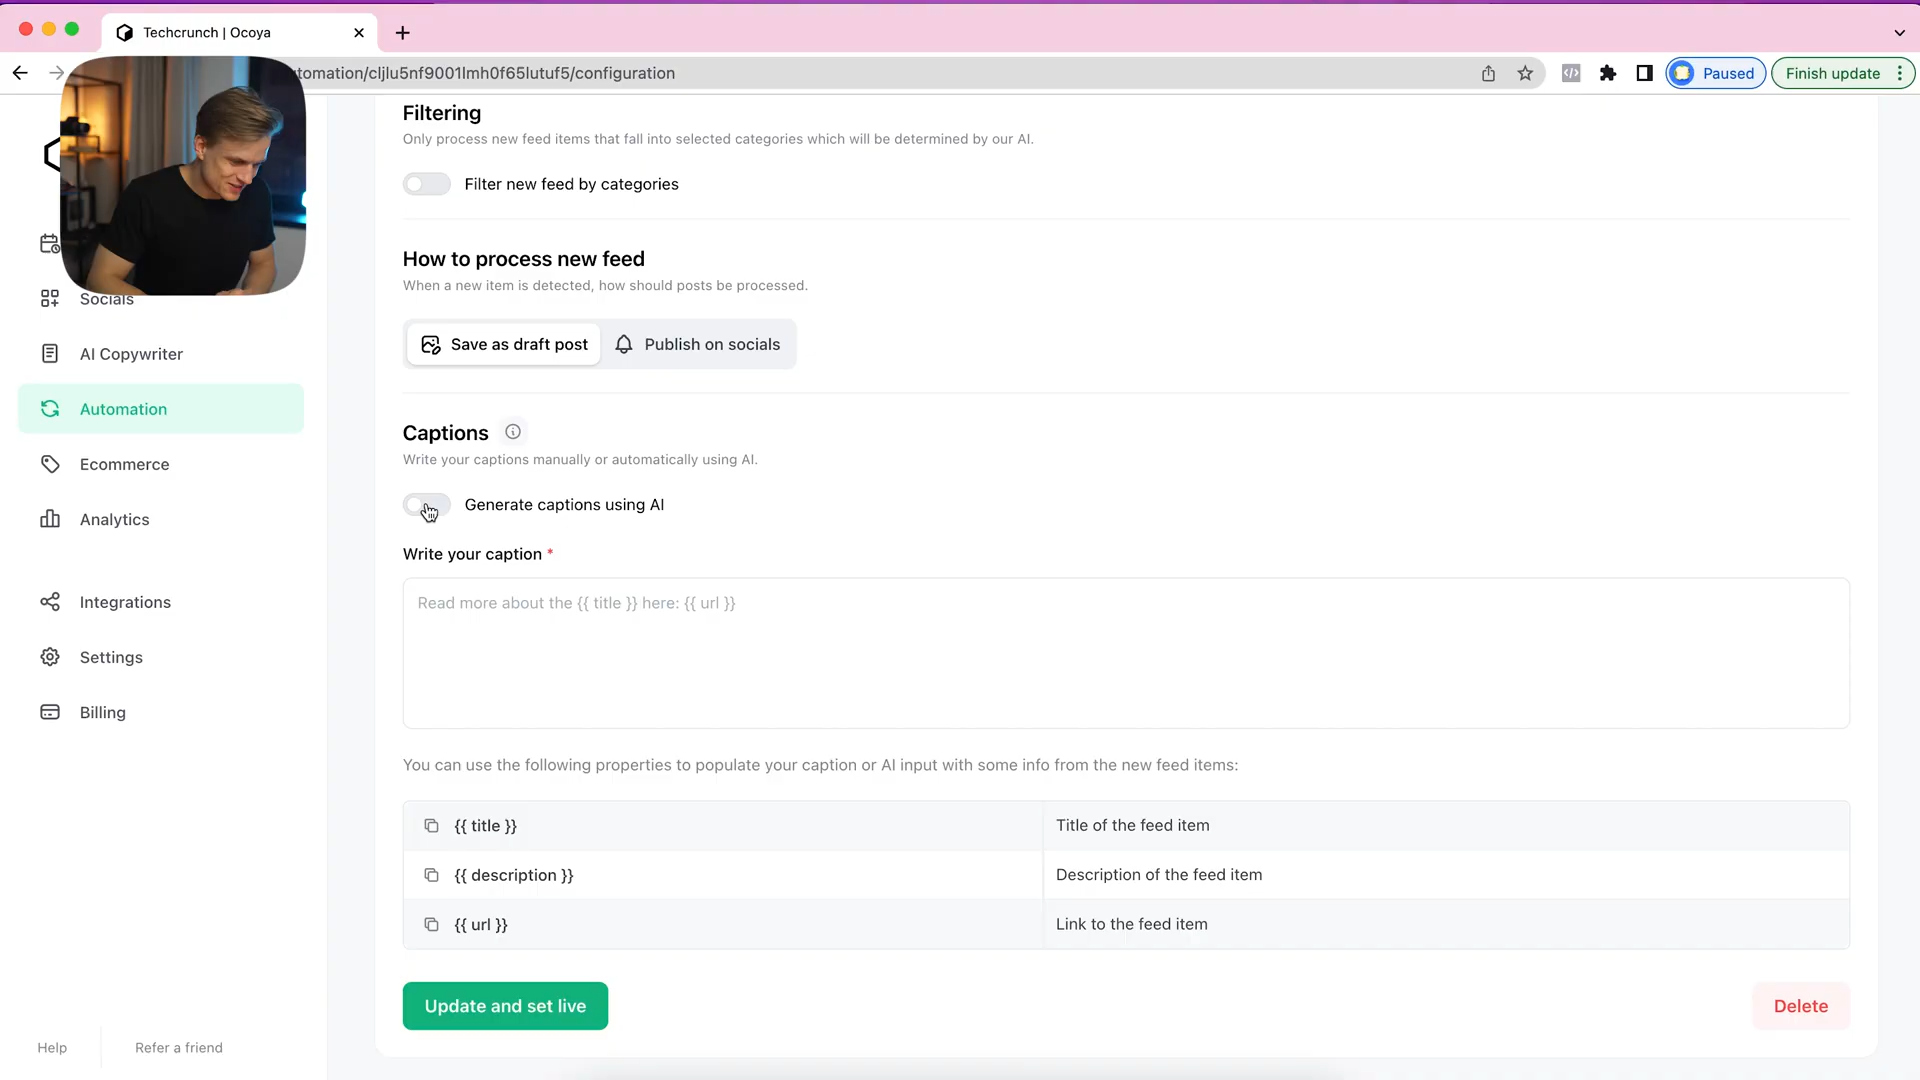 Techcrunch | Ocoya
tomation/cljlu5nf9001lmh0f65lutuf5/configuration
Paused
Finish update
Filtering
Only process new feed items that fall into selected categories which will be determined by our AI.
Filter new feed by categories
How to process new feed
When a new item is detected, how should posts be processed.
Save as draft post
Publish on socials
Captions
Write your captions manually or automatically using AI.
Generate captions using AI
Write your caption *
Read more about the {{ title }} here: {{ url }}
You can use the following properties to populate your caption or AI input with some info from the new feed items:
{{ title }} Title of the feed item
{{ description }} Description of the feed item
{{ url }} Link to the feed item
Update and set live
Delete
Socials
AI Copywriter
Automation
Ecommerce
Analytics
Integrations
Settings
Billing
Help
Refer a friend